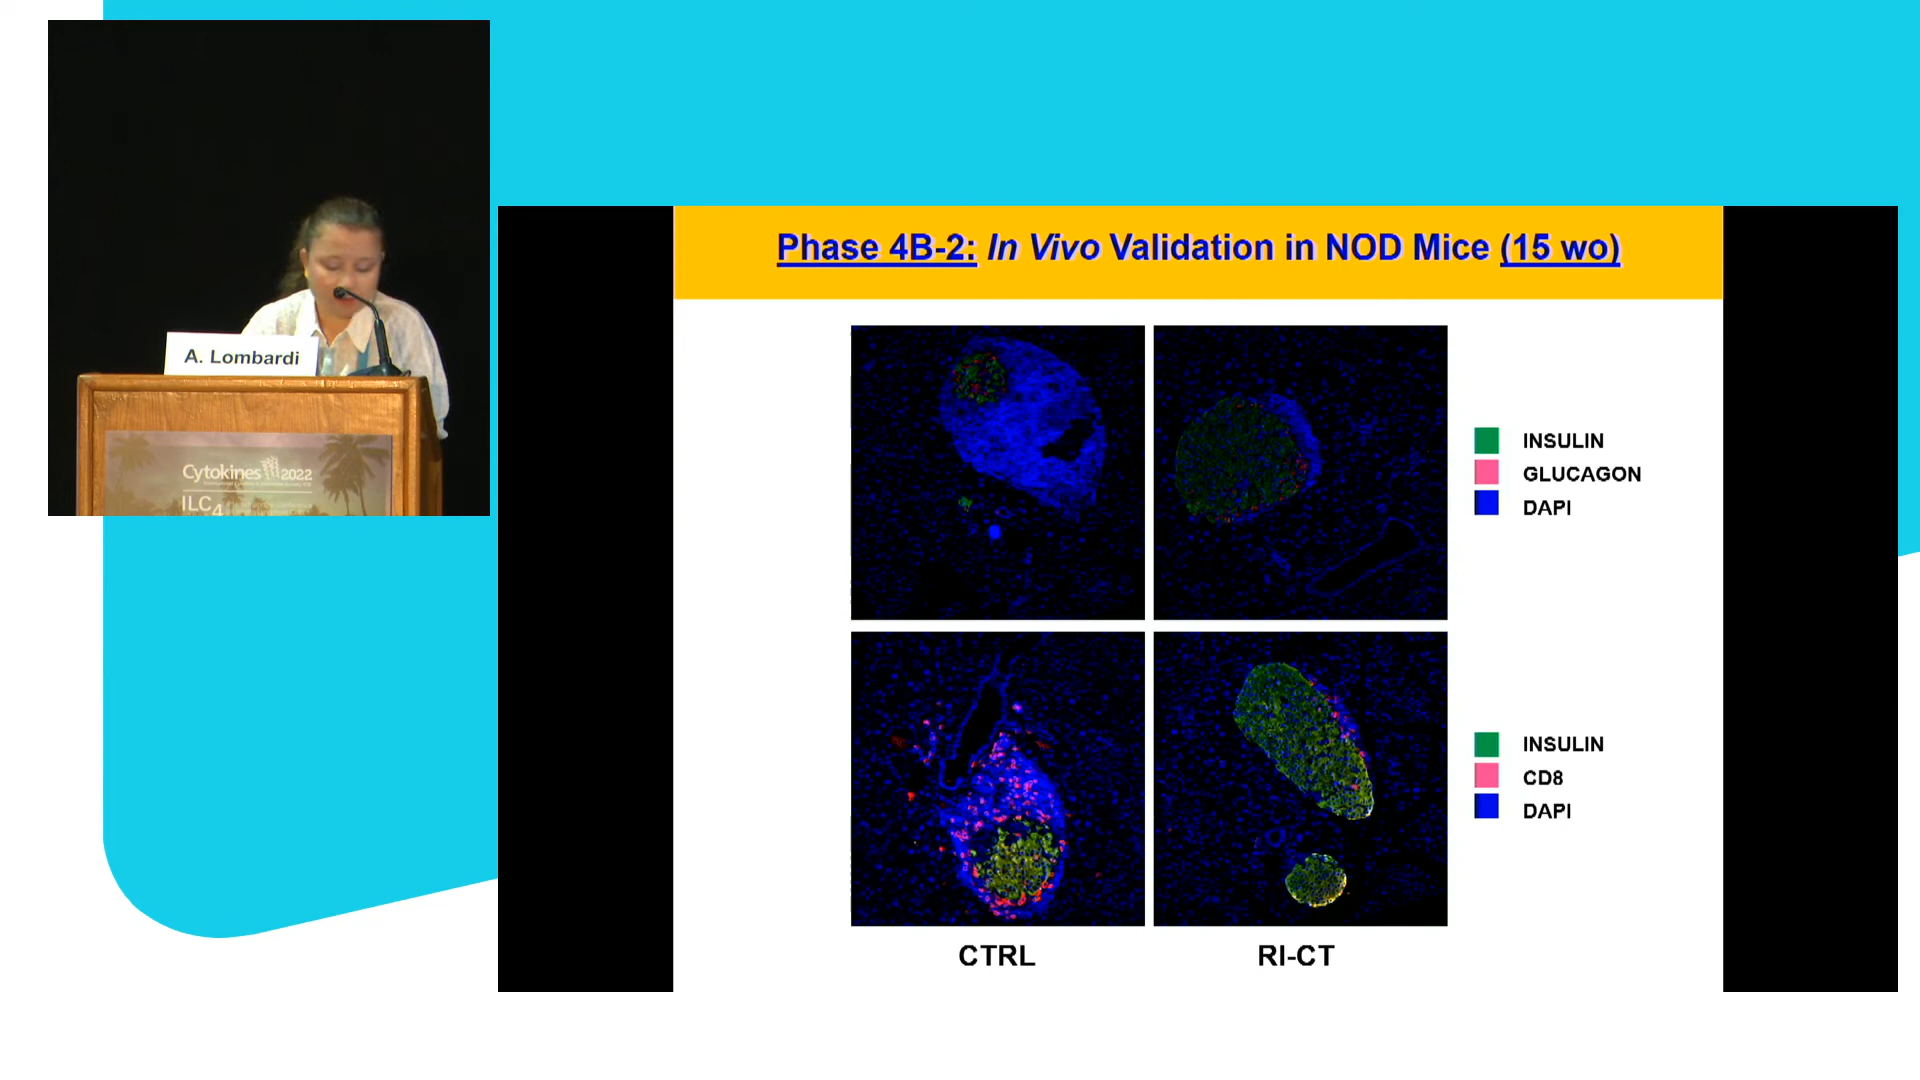 A. Lombardi
Cytokines 2022
ILC4
Phase 4B-2: In Vivo Validation in NOD Mice (15 wo)
INSULIN
GLUCAGON
DAPI
INSULIN
CD8
DAPI
CTRL
RI-CT